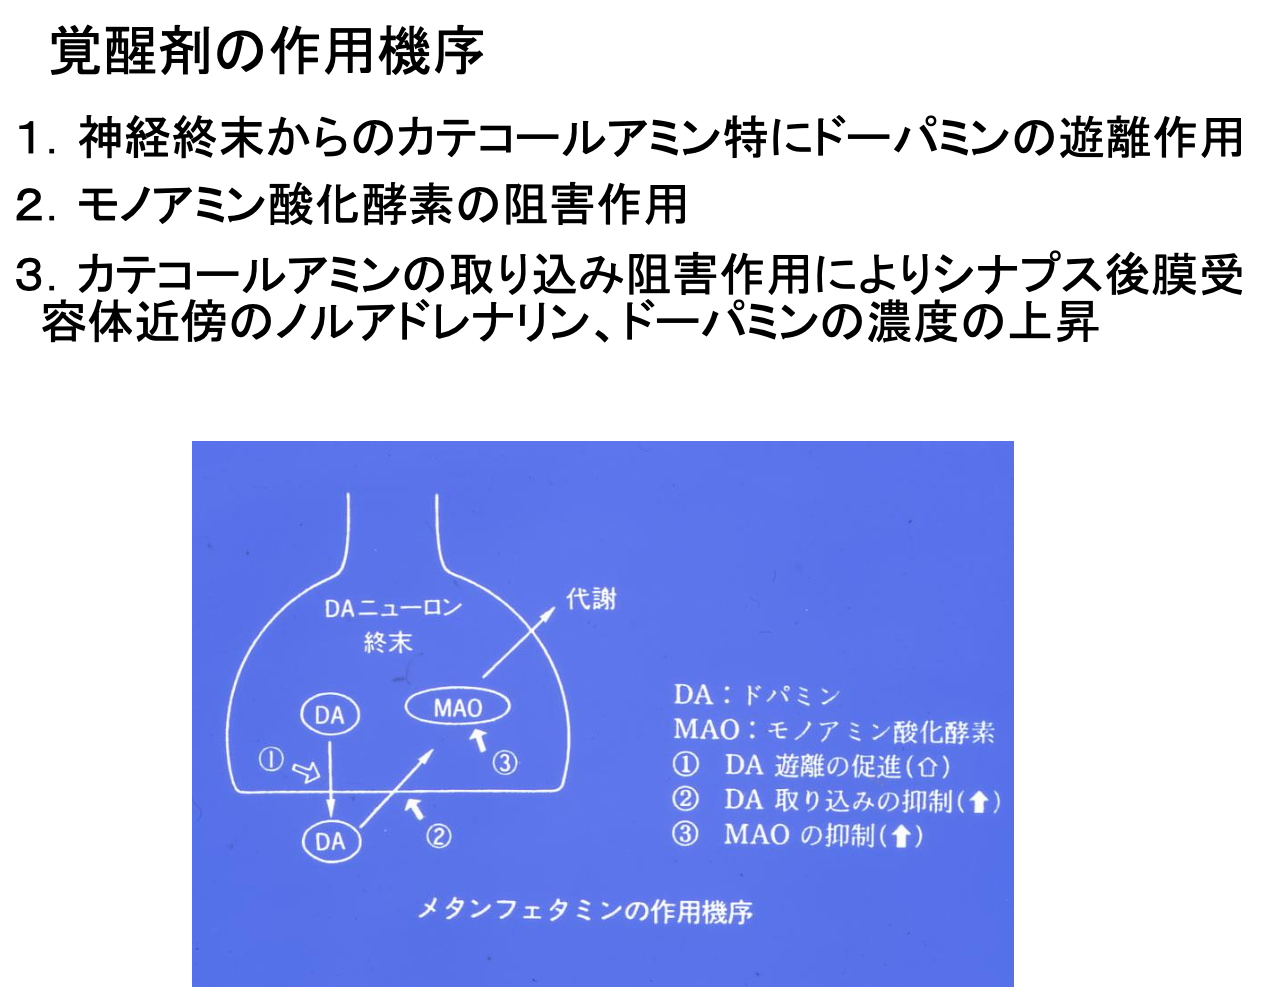 覚醒剤の作用機序
１．神経終末からのカテコールアミン特にドーパミンの遊離作用
２．モノアミン酸化酵素の阻害作用
３．カテコールアミンの取り込み阻害作用によりシナプス後膜受
容体近傍のノルアドレナリン、ドーパミンの濃度の上昇
代謝
DAニューロン
終末
DA
MAO
①
③
DA
②
DA：ドパミン
MAO：モノアミン酸化酵素
① DA 遊離の促進(⇧)
② DA 取り込みの抑制(⬆)
③ MAO の抑制(⬆)
メタンフェタミンの作用機序